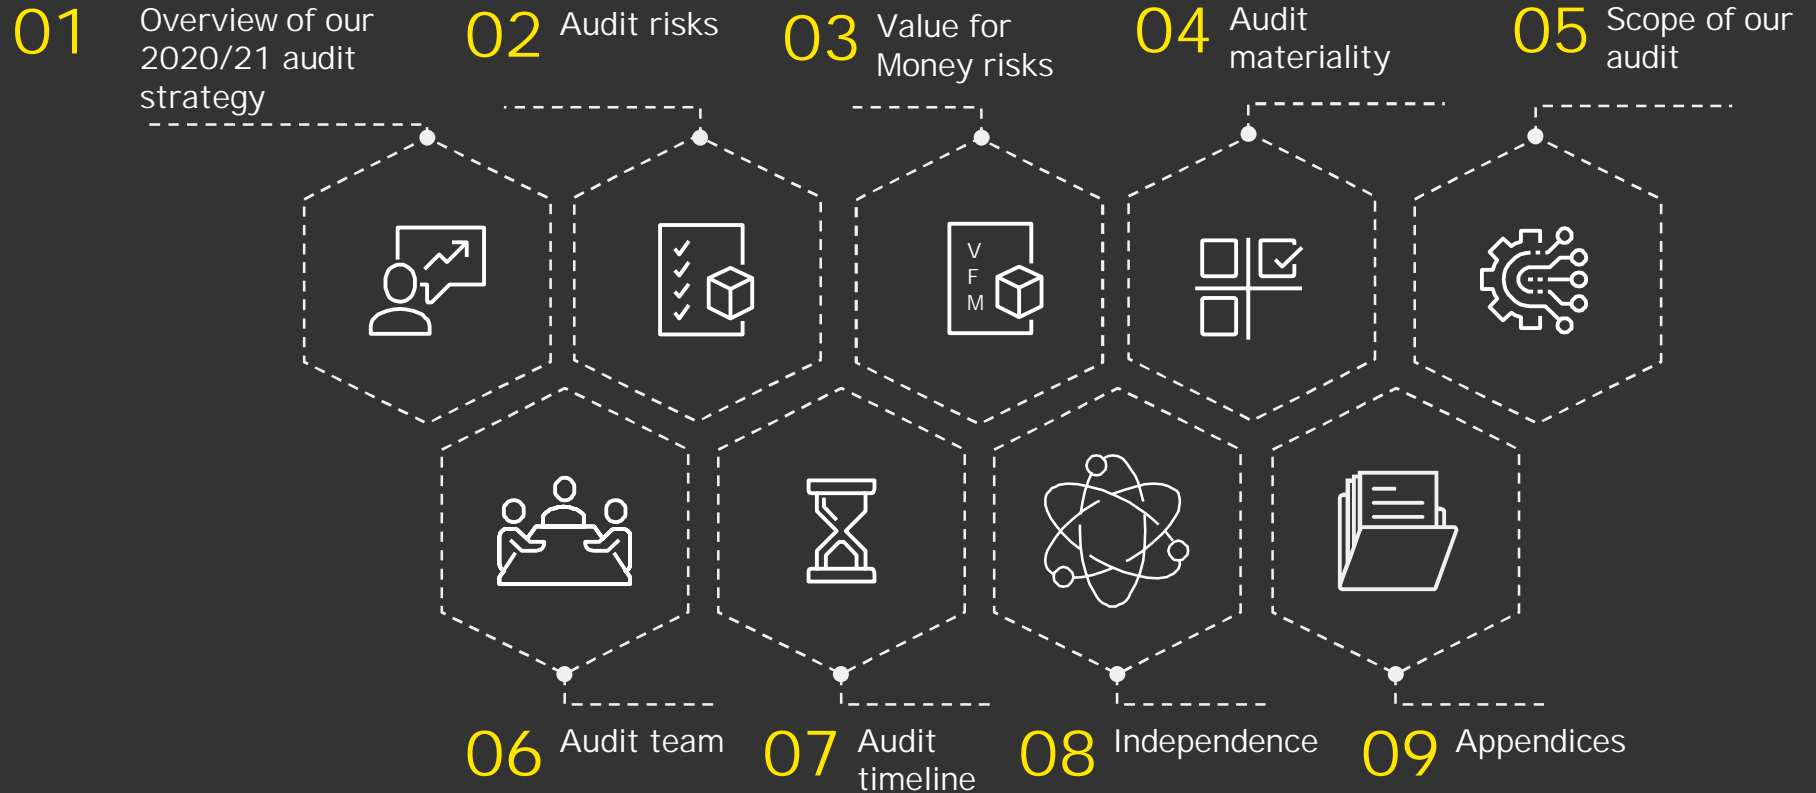 01 Overview of our
2020/21 audit
strategy
02 Audit risks
03 Value for
Money risks
04 Audit
materiality
05 Scope of our
audit
V
F
M
06 Audit team
07 Audit
timeline
08 Independence
09 Appendices